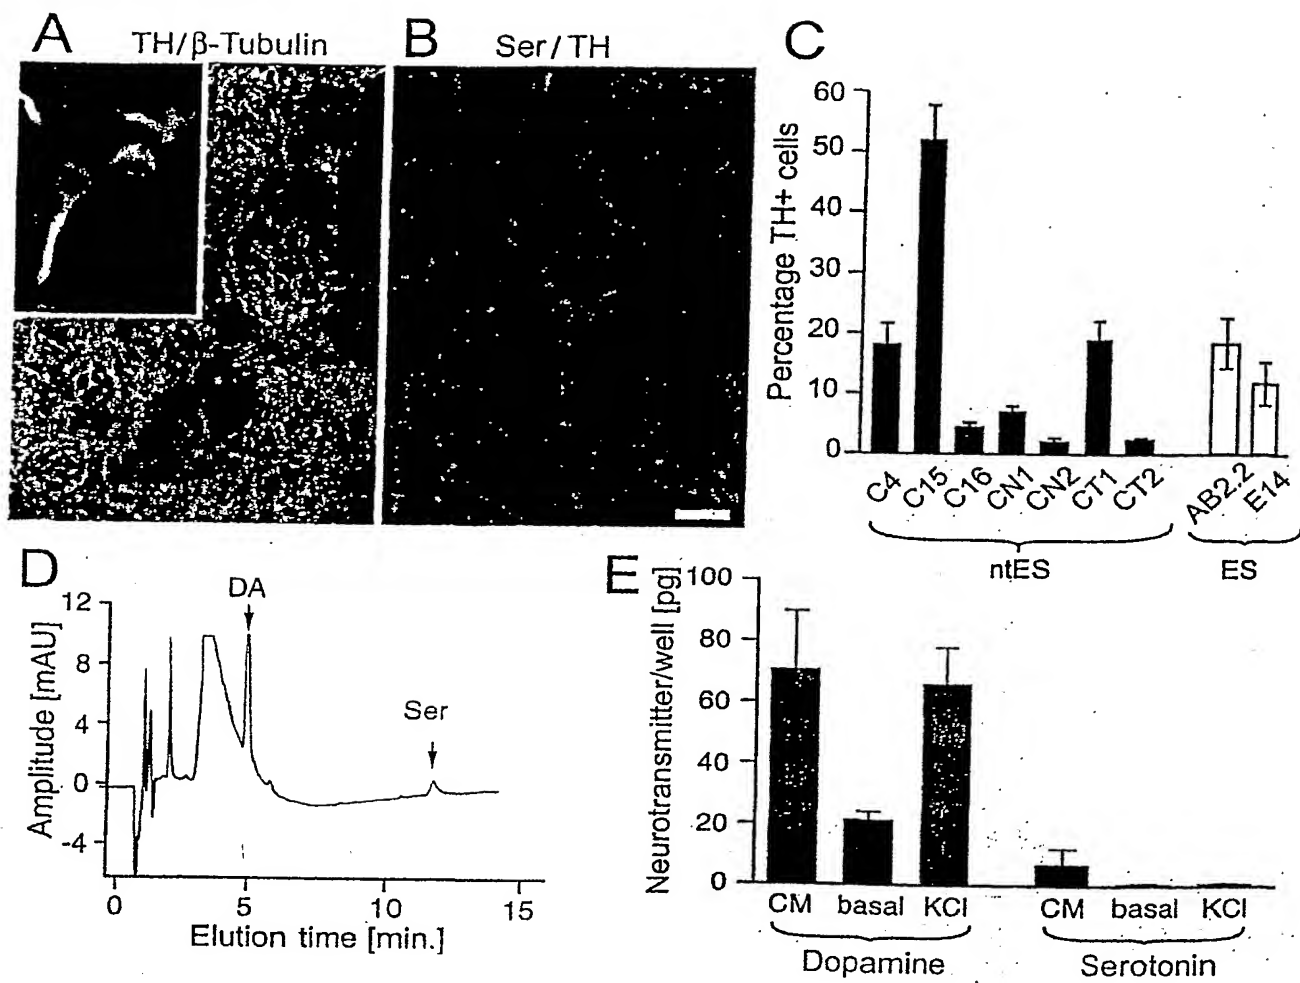 A TH/β-Tubulin
B Ser/TH
C
Percentage TH+ cells
60
50
40
30
20
10
0
C4 C15 C16 CN1 CN2 CT1 CT2 AB2.2 E14
ntES ES
D
Amplitude [mAU]
12
8
4
0
-4
DA
Ser
0 5 10 15
Elution time [min.]
E
Neurotransmitter/well [pg]
100
80
60
40
20
0
CM basal KCl CM basal KCl
Dopamine Serotonin